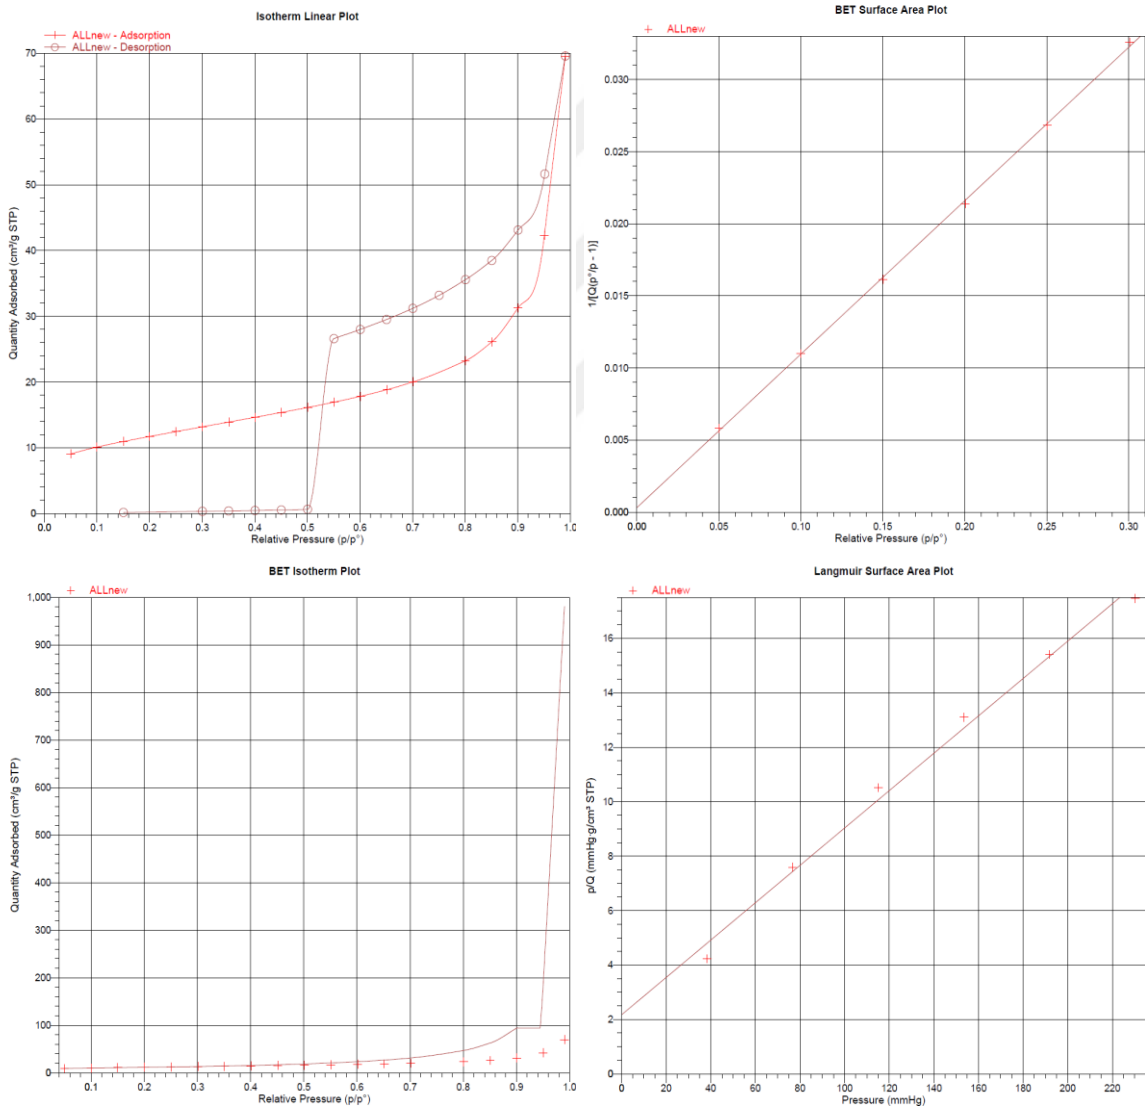 Isotherm Linear Plot
ALLnew - Adsorption
ALLnew - Desorption
Quantity Adsorbed (cm³/g STP)
70
60
50
40
30
20
10
0
0.0 0.1 0.2 0.3 0.4 0.5 0.6 0.7 0.8 0.9 1.0
Relative Pressure (p/p°)
BET Surface Area Plot
ALLnew
1/[Q(p°/p - 1)]
0.030
0.025
0.020
0.015
0.010
0.005
0.000
0.00 0.05 0.10 0.15 0.20 0.25 0.30
Relative Pressure (p/p°)
BET Isotherm Plot
ALLnew
Quantity Adsorbed (cm³/g STP)
1,000
900
800
700
600
500
400
300
200
100
0
0.1 0.2 0.3 0.4 0.5 0.6 0.7 0.8 0.9 1.0
Relative Pressure (p/p°)
Langmuir Surface Area Plot
ALLnew
p/Q (mmHg·g/cm³ STP)
16
14
12
10
8
6
4
2
0
0 20 40 60 80 100 120 140 160 180 200 220
Pressure (mmHg)